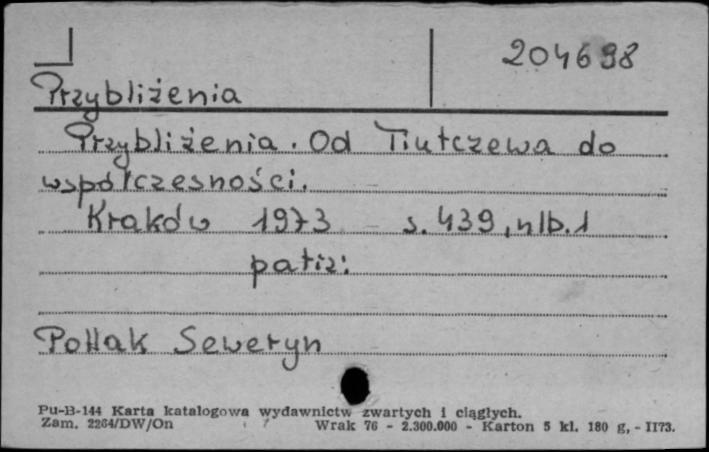 204698
Przybliżenia
Przybliżenia. Od Tiutczewa do
współczesności.
Kraków 1973 s. 439, nlb. 1
patrz:
Pollak Seweryn
Pu-B-144 Karta katalogowa wydawnictw zwartych i ciągłych.
Zam. 2264/DW/On Wrak 76 - 2.300.000 - Karton 5 kl. 180 g, - II73.